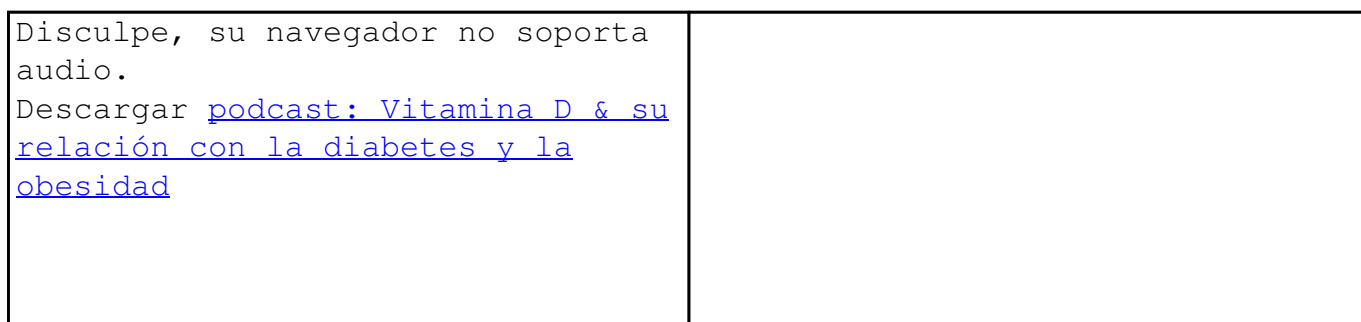 Disculpe, su navegador no soporta
audio.
Descargar podcast: Vitamina D & su
relación con la diabetes y la
obesidad